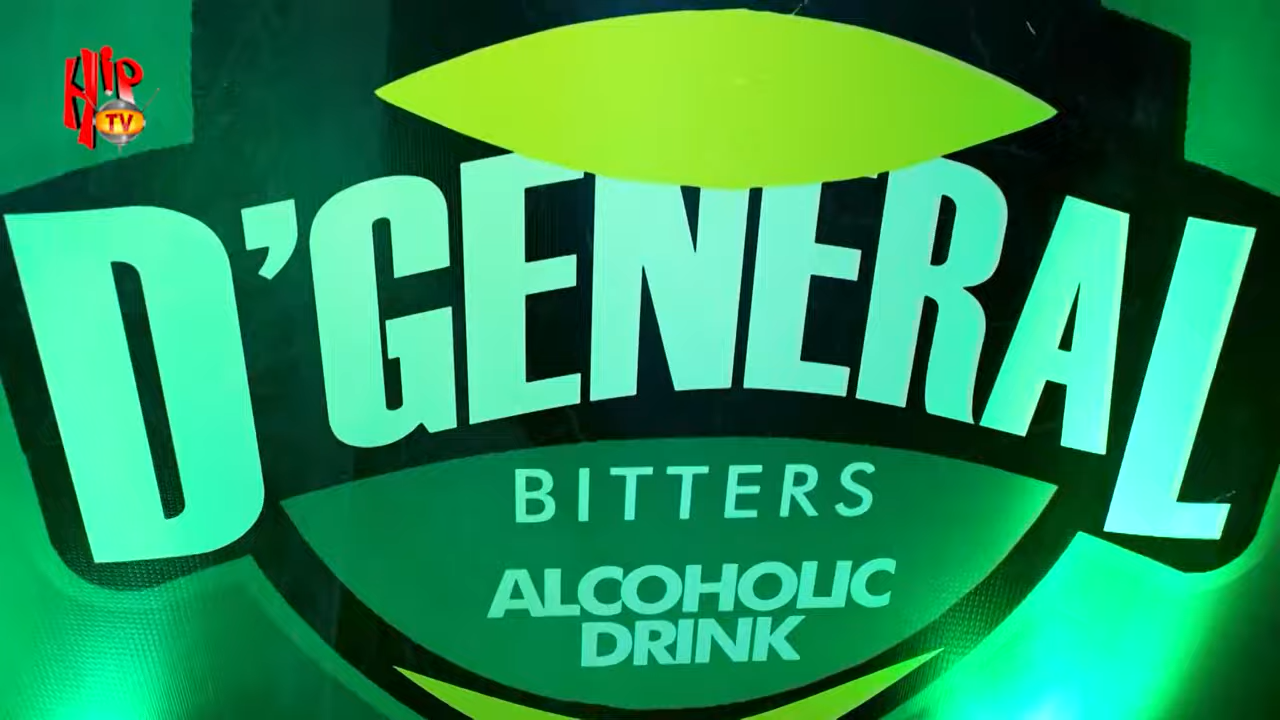 Hip
TV
D'GENERAL
BITTERS
ALCOHOLIC
DRINK